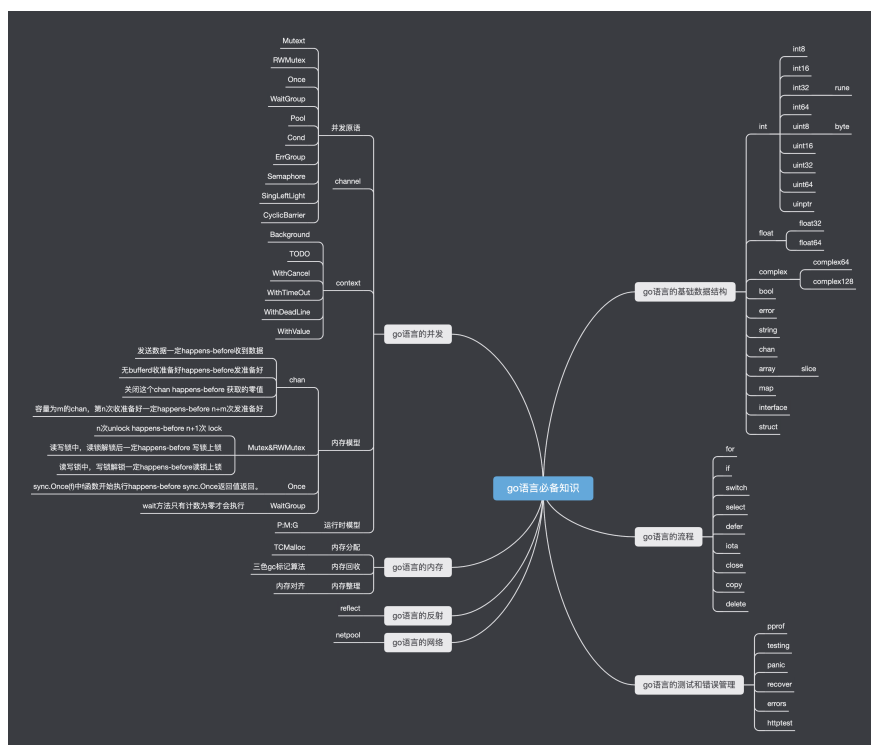 go语言必备知识
go语言的基础数据结构
int
int8
int16
int32
rune
int64
uint8
byte
uint16
uint32
uint64
uinptr
float
float32
float64
complex
complex64
complex128
bool
error
string
chan
array
slice
map
interface
struct
go语言的流程
for
if
switch
select
defer
iota
close
copy
delete
go语言的测试和错误管理
pprof
testing
panic
recover
errors
httptest
go语言的并发
并发原语
Mutext
RWMutex
Once
WaitGroup
Pool
Cond
ErrGroup
Semaphore
SingLeftLight
CyclicBarrier
channel
context
Background
TODO
WithCancel
WithTimeOut
WithDeadLine
WithValue
内存模型
chan
发送数据一定happens-before收到数据
无bufferd收准备好happens-before发准备好
关闭这个chan happens-before 获取的零值
容量为m的chan，第n次收准备好一定happens-before n+m次发准备好
Mutex&RWMutex
n次unlock happens-before n+1次 lock
读写锁中，读锁解锁后一定happens-before 写锁上锁
读写锁中，写锁解锁一定happens-before读锁上锁
Once
sync.Once(f)中f函数开始执行happens-before sync.Once返回值返回。
WaitGroup
wait方法只有计数为零才会执行
运行时模型
P:M:G
go语言的内存
内存分配
TCMalloc
内存回收
三色gc标记算法
内存整理
内存对齐
go语言的反射
reflect
go语言的网络
netpool